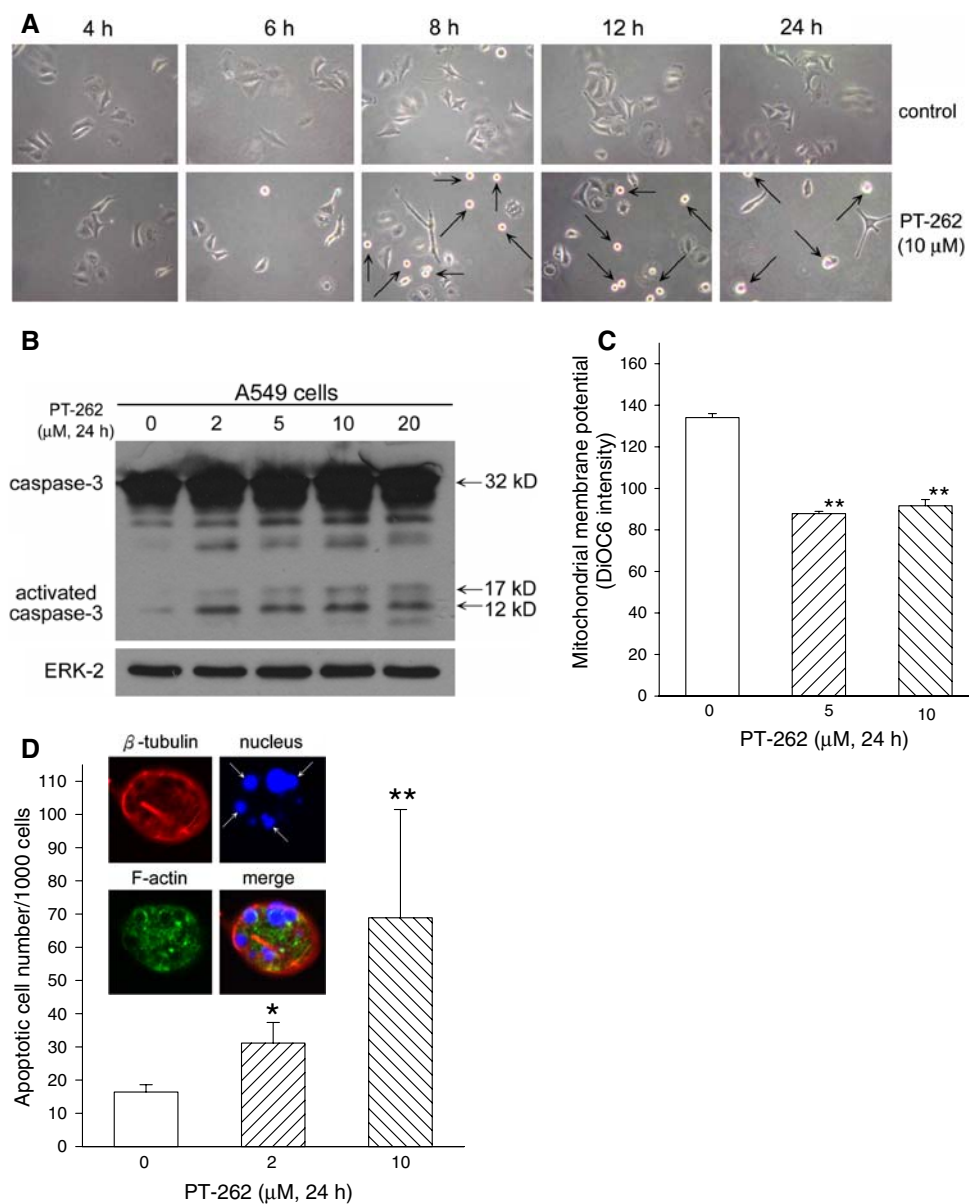 A
4 h 6 h 8 h 12 h 24 h
control
PT-262
(10 μM)
B
A549 cells
PT-262
(μM, 24 h)
0 2 5 10 20
caspase-3
32 kD
activated
caspase-3
17 kD
12 kD
ERK-2
C
Mitochondrial membrane potential
(DiOC6 intensity)
160
140
120
100
80
60
40
20
0
**
**
0 5 10
PT-262 (μM, 24 h)
D
β-tubulin nucleus
F-actin merge
Apoptotic cell number/1000 cells
110
100
90
80
70
60
50
40
30
20
10
0
*
**
0 2 10
PT-262 (μM, 24 h)